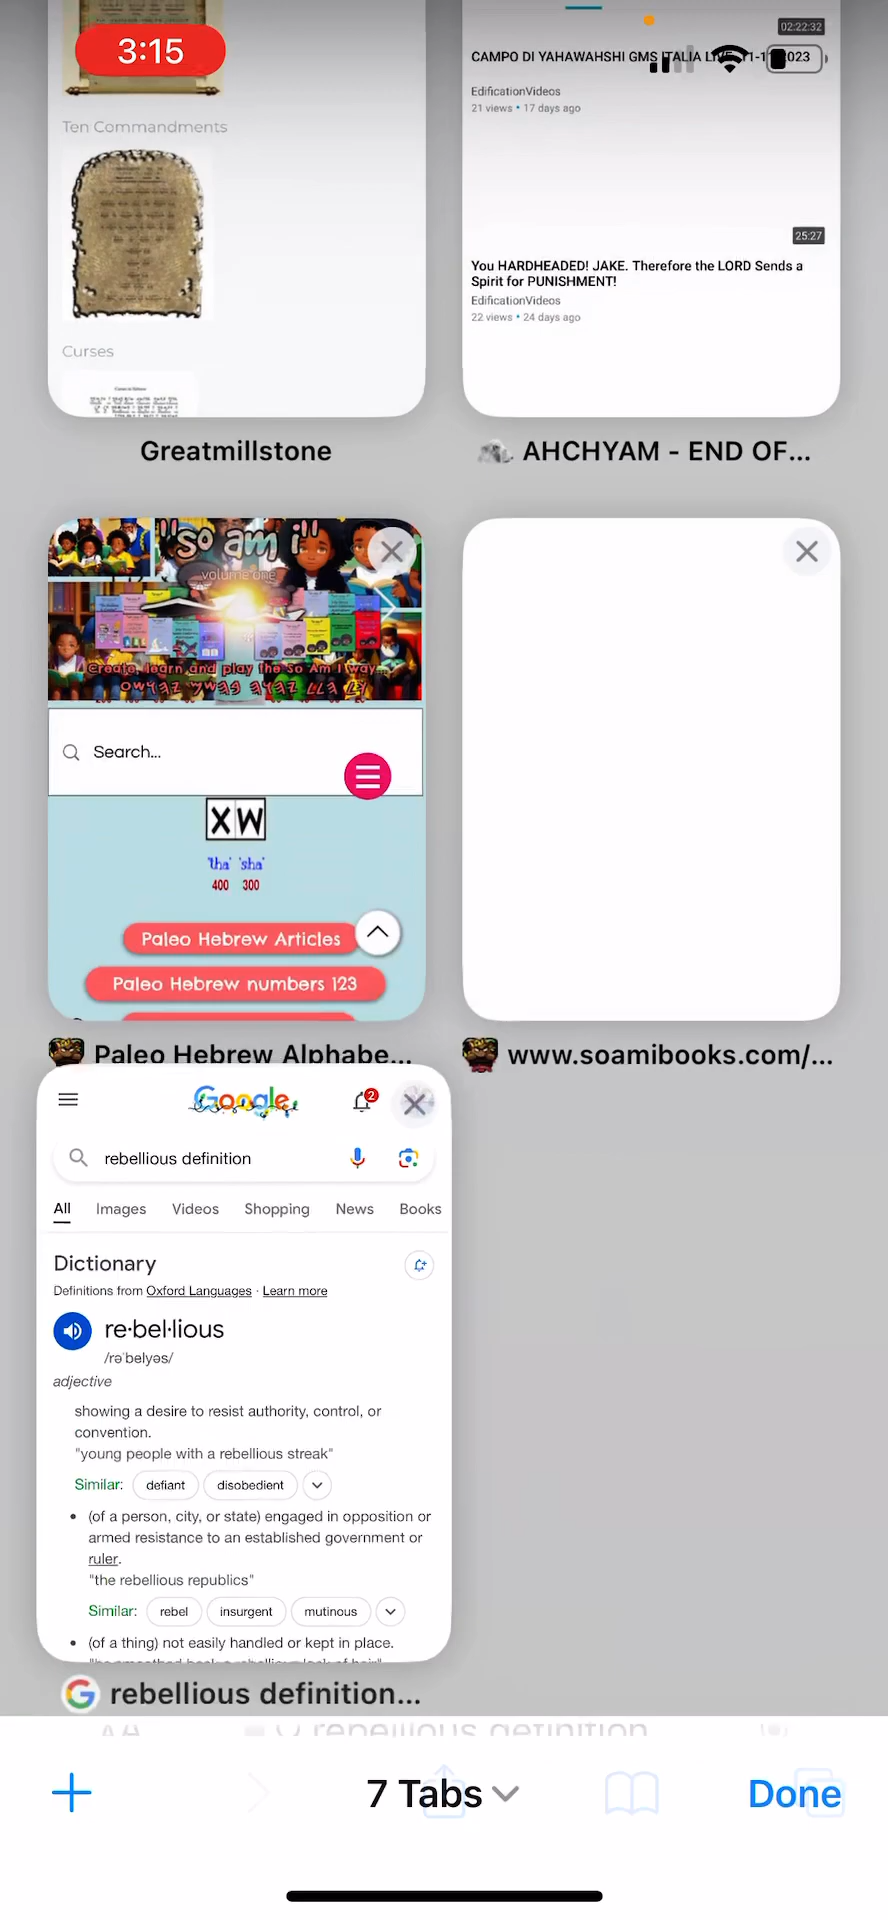 3:15
02:22:32
CAMPO DI YAHAWAHSHI GMS ITALIA
2023
EdificationVideos
21 views • 17 days ago
Ten Commandments
25:27
You HARDHEADED! JAKE. Therefore the LORD Sends a
Spirit for PUNISHMENT!
EdificationVideos
22 views • 24 days ago
Curses
Greatmillstone
AHCHYAM - END OF...
"so am i"
volume one
Create, learn and play the So Am I way
Search...
XW
'tha' 'sha'
400 300
Paleo Hebrew Articles
Paleo Hebrew numbers 123
Paleo Hebrew Alphabe...
www.soamibooks.com/...
Google
2
rebellious definition
All Images Videos Shopping News Books
Dictionary
Definitions from Oxford Languages · Learn more
re·bel·lious
/rəˈbelyəs/
adjective
showing a desire to resist authority, control, or
convention.
"young people with a rebellious streak"
Similar: defiant disobedient
• (of a person, city, or state) engaged in opposition or
armed resistance to an established government or
ruler.
"the rebellious republics"
Similar: rebel insurgent mutinous
• (of a thing) not easily handled or kept in place.
rebellious definition...
AA rebellious definition
7 Tabs
Done